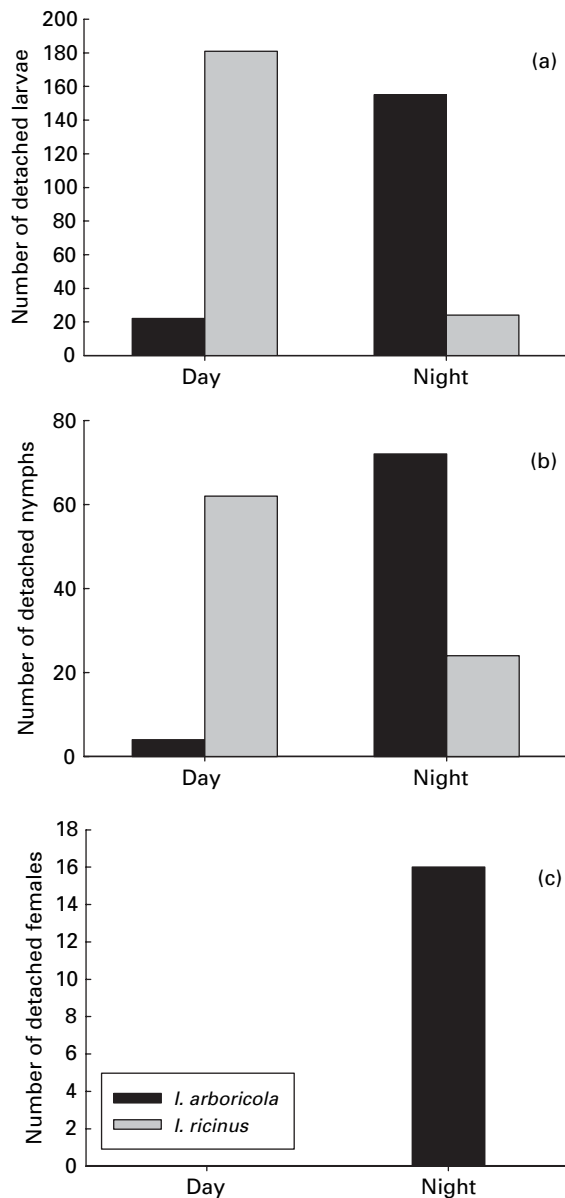 Number of detached larvae
200
180
160
140
120
100
80
60
40
20
0
(a)
Day Night
Number of detached nymphs
80
60
40
20
0
(b)
Day Night
Number of detached females
18
16
14
12
10
8
6
4
2
0
(c)
I. arboricola
I. ricinus
Day Night